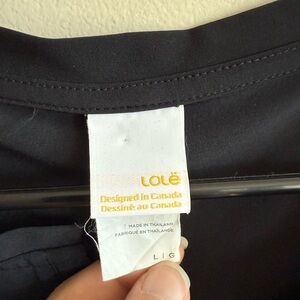 Lolë
Designed in Canada
Dessiné au Canada
MADE IN THAILAND
FABRIQUÉ EN THAÏLANDE
L | G